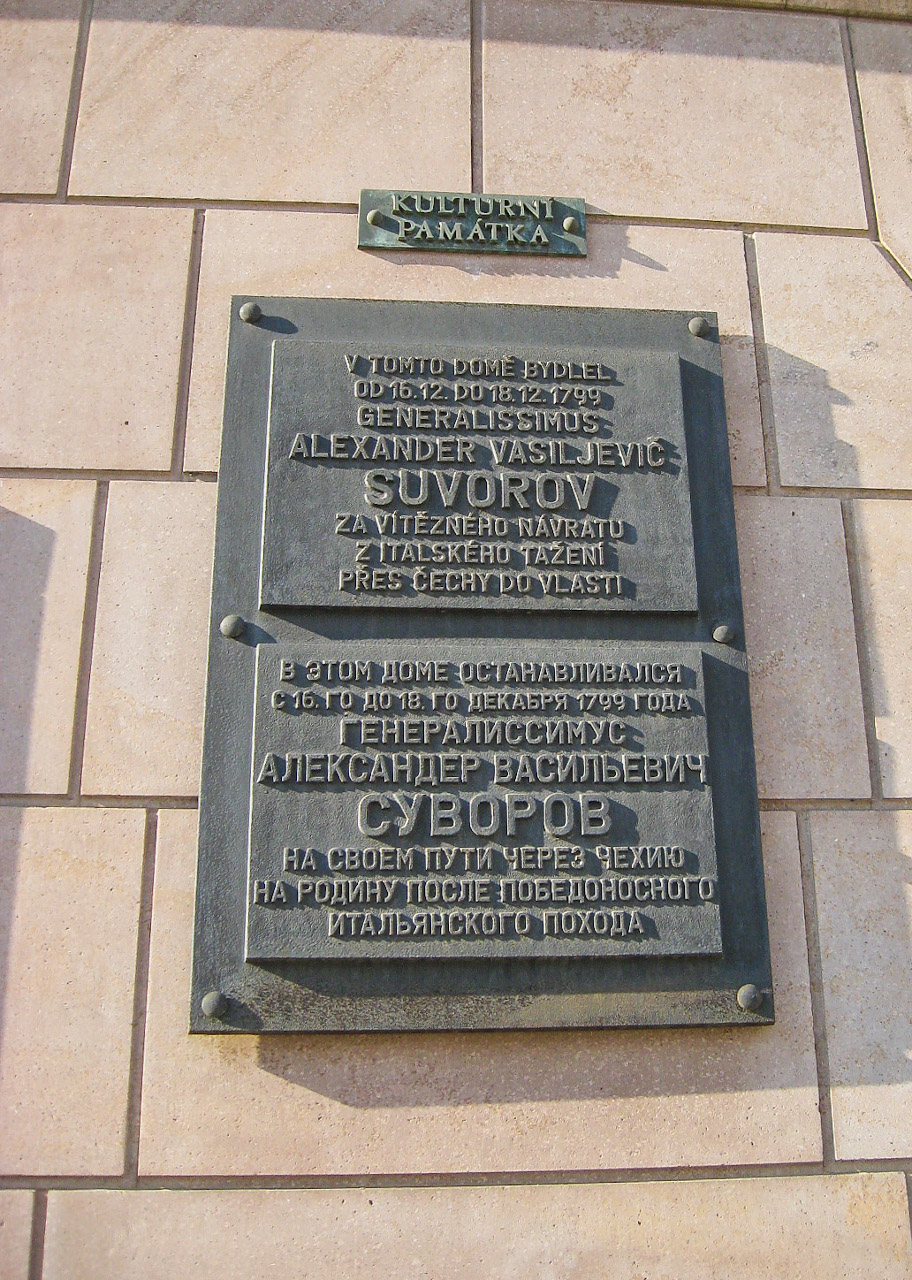 KULTURNÍ
PAMÁTKA
V TOMTO DOMĚ BYDLEL
OD 16.12. DO 18.12.1799
GENERALISSIMUS
ALEXANDER VASILJEVIČ
SUVOROV
ZA VÍTĚZNÉHO NÁVRATU
Z ITALSKÉHO TAŽENÍ
PŘES ČECHY DO VLASTI
В ЭТОМ ДОМЕ ОСТАНАВЛИВАЛСЯ
С 16. ГО ДО 18. ГО ДЕКАБРЯ 1799 ГОДА
ГЕНЕРАЛИССИМУС
АЛЕКСАНДЕР ВАСИЛЬЕВИЧ
СУВОРОВ
НА СВОЕМ ПУТИ ЧЕРЕЗ ЧЕХИЮ
НА РОДИНУ ПОСЛЕ ПОБЕДОНОСНОГО
ИТАЛЬЯНСКОГО ПОХОДА